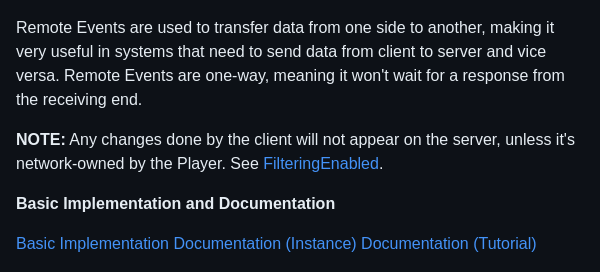 Remote Events are used to transfer data from one side to another, making it
very useful in systems that need to send data from client to server and vice
versa. Remote Events are one-way, meaning it won't wait for a response from
the receiving end.
NOTE: Any changes done by the client will not appear on the server, unless it's
network-owned by the Player. See FilteringEnabled.
Basic Implementation and Documentation
Basic Implementation Documentation (Instance) Documentation (Tutorial)